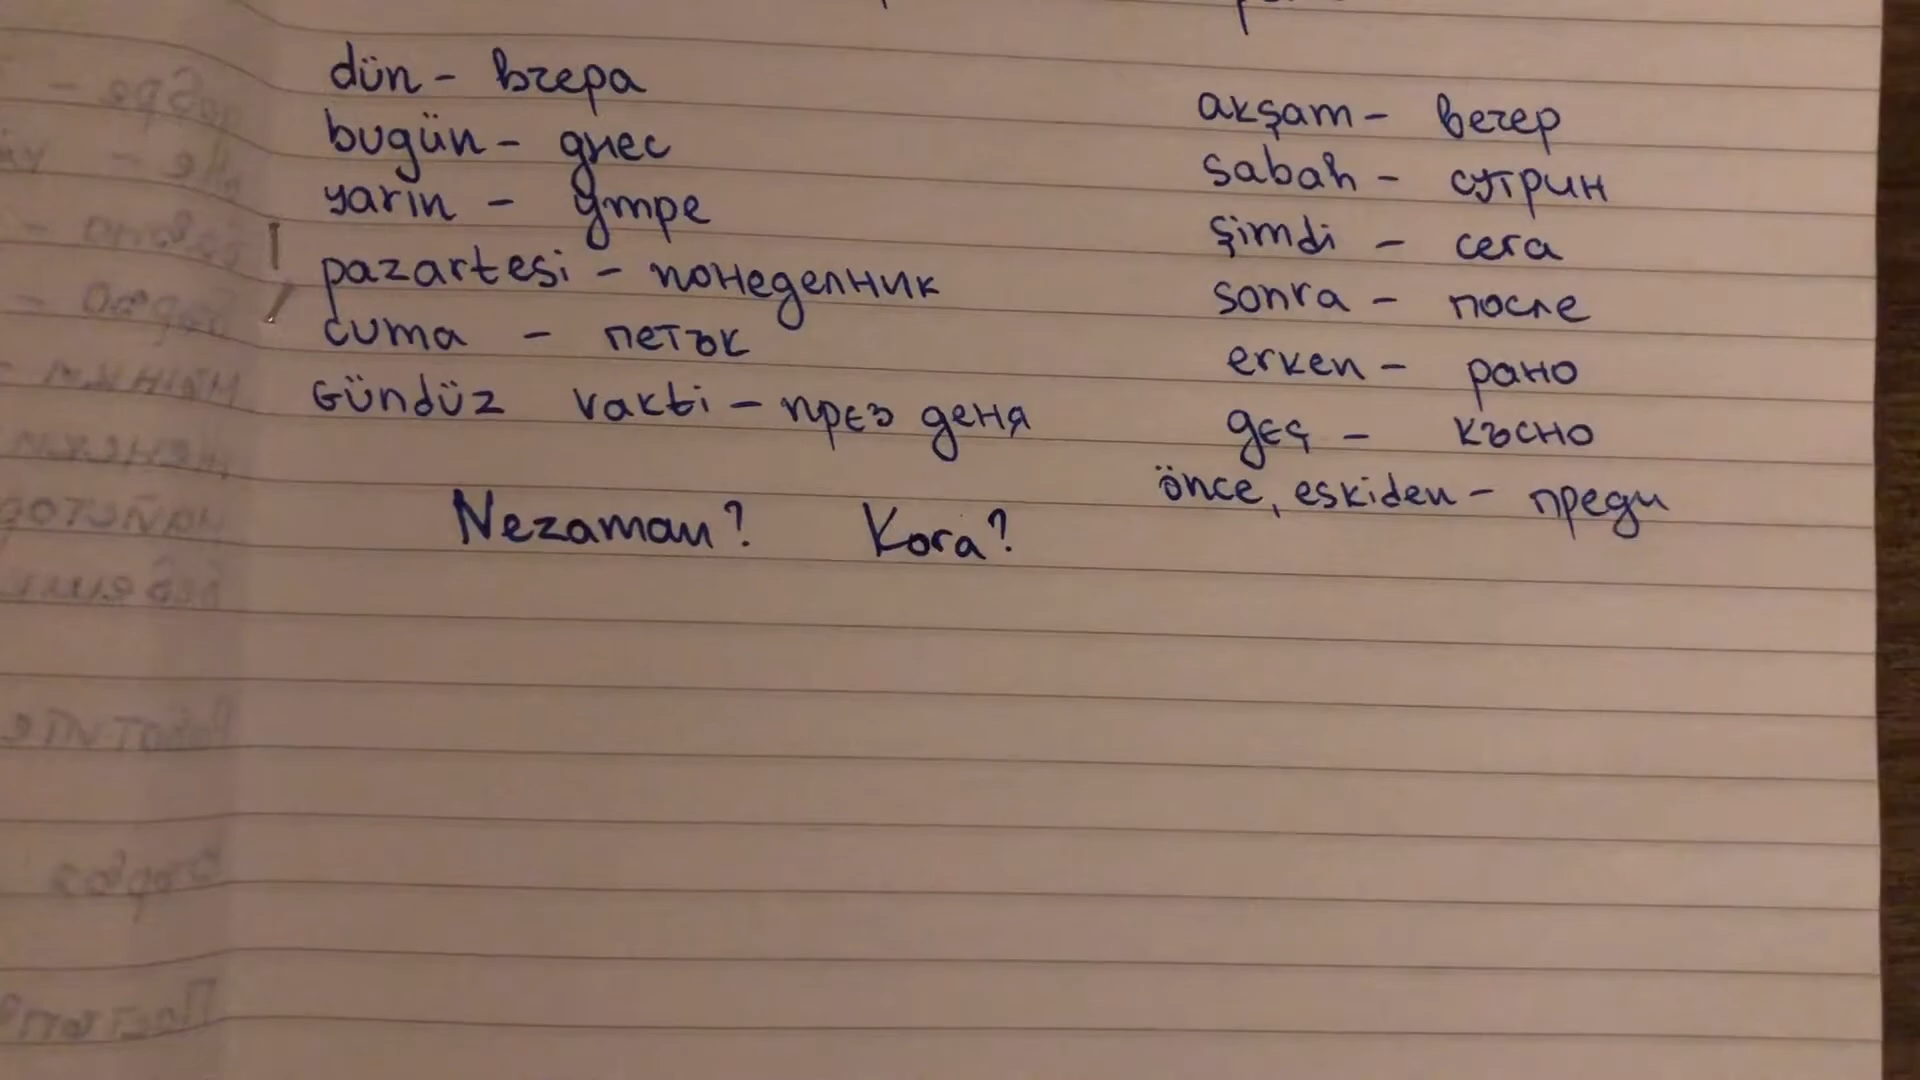 dün - вчера
bugün - днес
yarın - утре
pazartesi - понеделник
cuma - петък
Gündüz vakti - през деня
akşam - вечер
sabah - сутрин
şimdi - сега
sonra - после
erken - рано
geç - късно
önce, eskiden - преди
Nezaman? Кога?